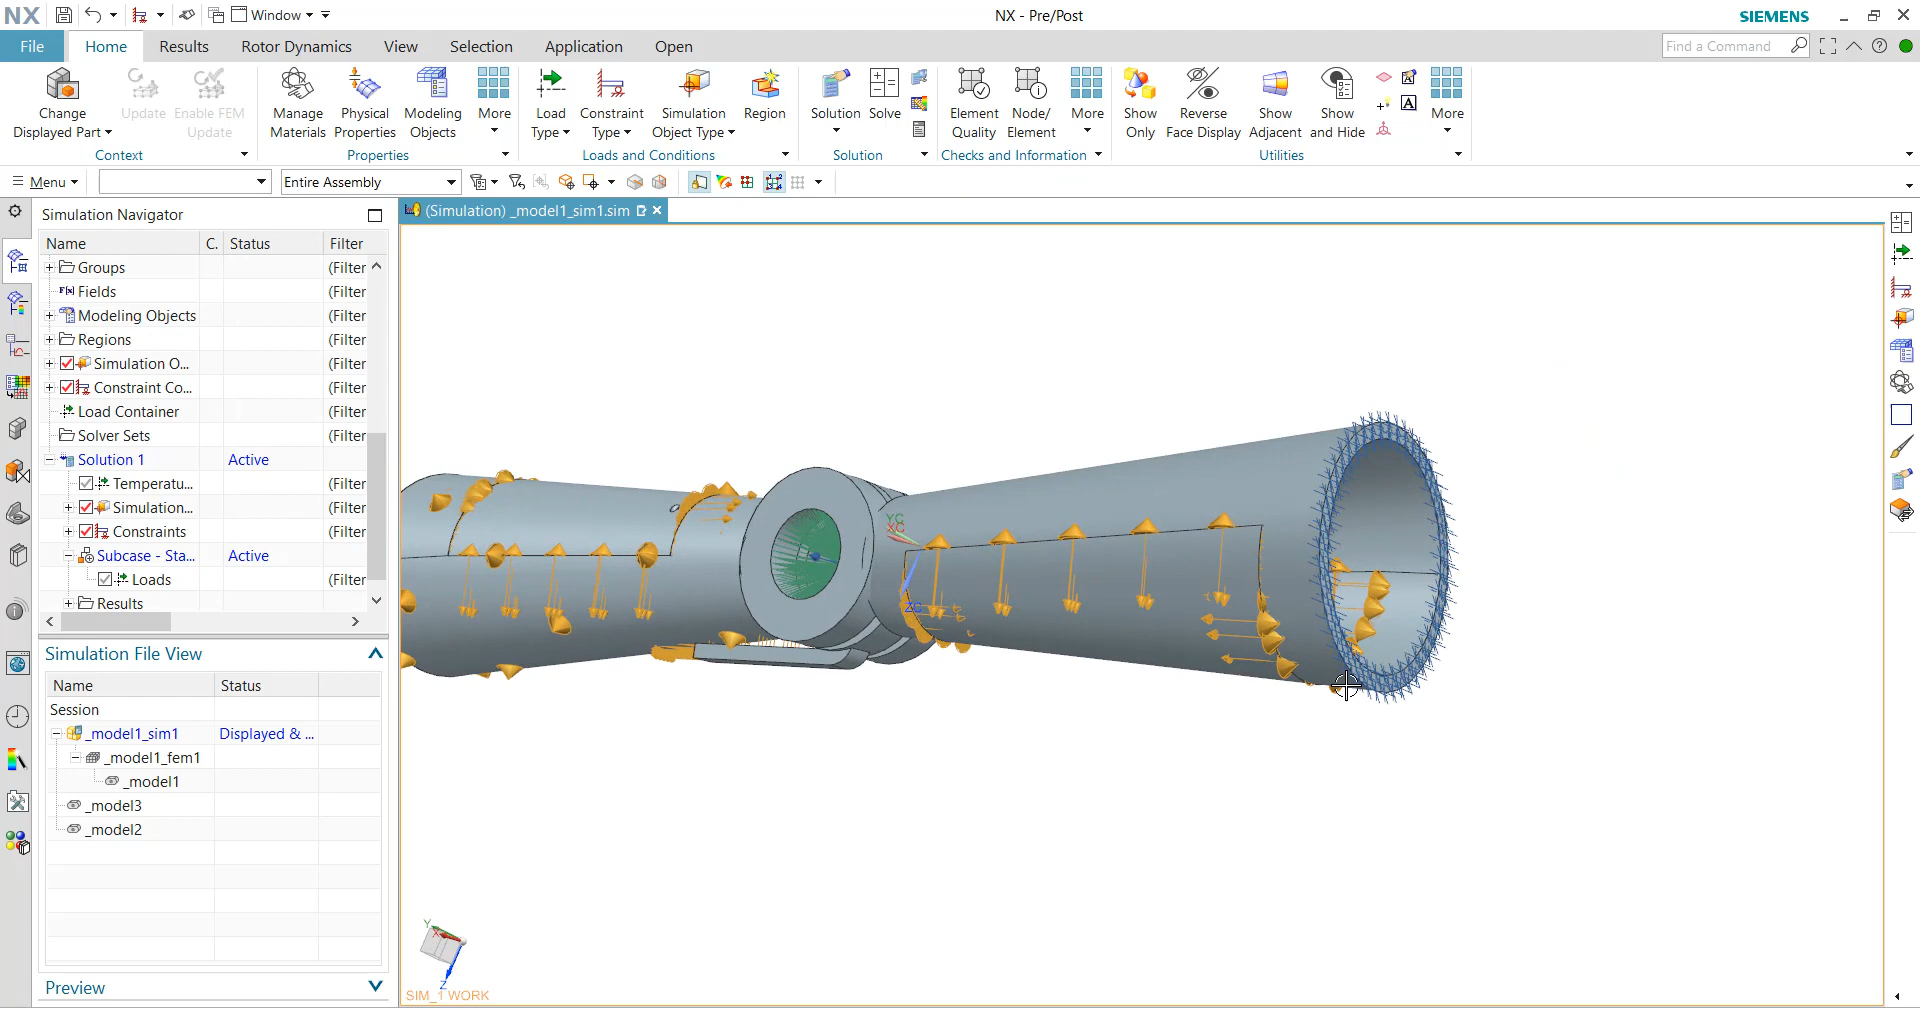 NX
Window
NX - Pre/Post
SIEMENS
File
Home
Results
Rotor Dynamics
View
Selection
Application
Open
Find a Command
Change Displayed Part
Update
Enable FEM Update
Context
Manage Materials
Physical Properties
Modeling Objects
More
Properties
Load Type
Constraint Type
Simulation Object Type
Region
Loads and Conditions
Solution
Solve
Solution
Element Quality
Node/ Element
More
Checks and Information
Show Only
Reverse Face Display
Show Adjacent
Show and Hide
A
More
Utilities
Menu
Entire Assembly
Simulation Navigator
(Simulation) _model1_sim1.sim
Name C. Status Filter
Groups (Filter
Fields (Filter
Modeling Objects (Filter
Regions (Filter
Simulation O... (Filter
Constraint Co... (Filter
Load Container (Filter
Solver Sets (Filter
Solution 1 Active
Temperatu... (Filter
Simulation... (Filter
Constraints (Filter
Subcase - Sta... Active
Loads (Filter
Results (Filter
Simulation File View
Name Status
Session
_model1_sim1 Displayed & ...
_model1_fem1
_model1
_model3
_model2
Preview
YC
XC
ZC
Y
X
Z
SIM_1 WORK